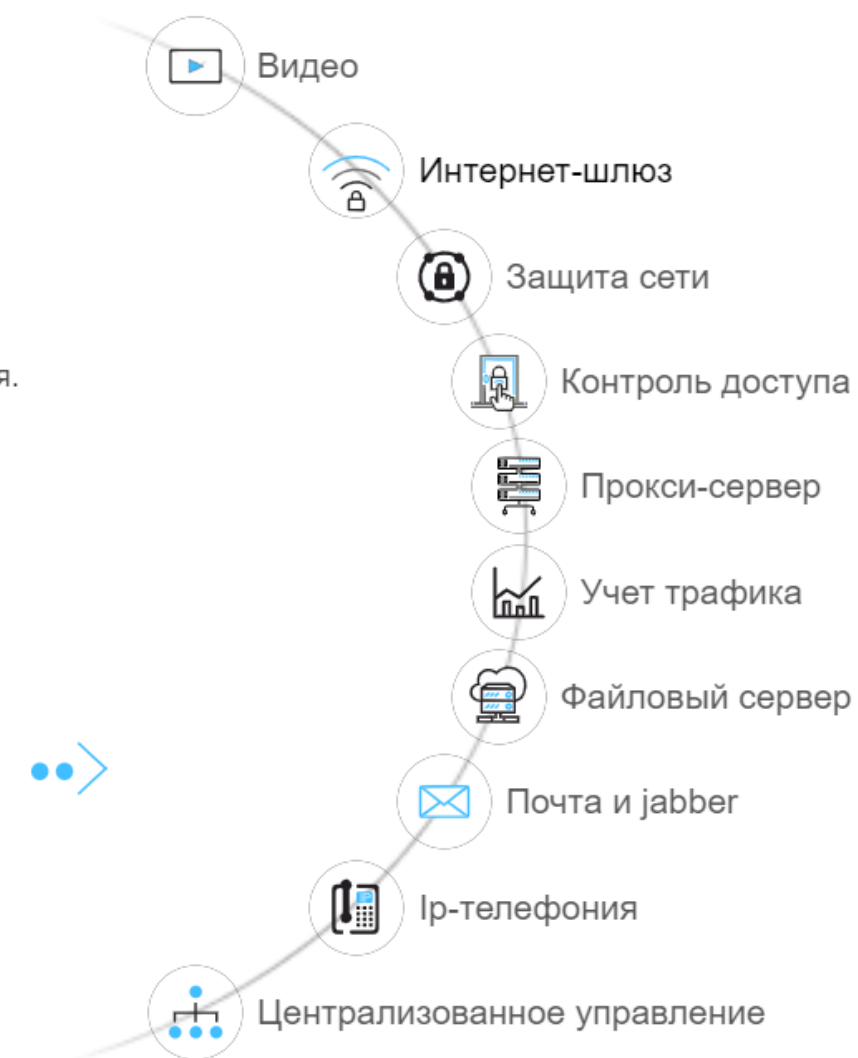 Видео
Интернет-шлюз
Защита сети
я.
Контроль доступа
Прокси-сервер
Учет трафика
Файловый сервер
Почта и jabber
Ip-телефония
Централизованное управление